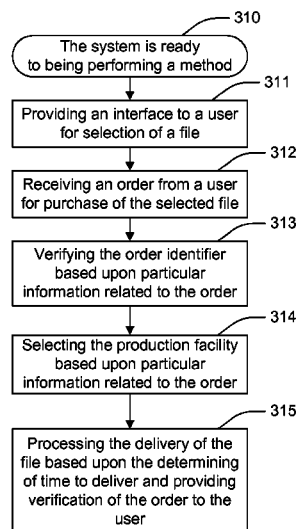 310
The system is ready
to being performing a method
311
Providing an interface to a user
for selection of a file
312
Receiving an order from a user
for purchase of the selected file
313
Verifying the order identifier
based upon particular
information related to the order
314
Selecting the production facility
based upon particular
information related to the order
315
Processing the delivery of the
file based upon the determining
of time to deliver and providing
verification of the order to the
user